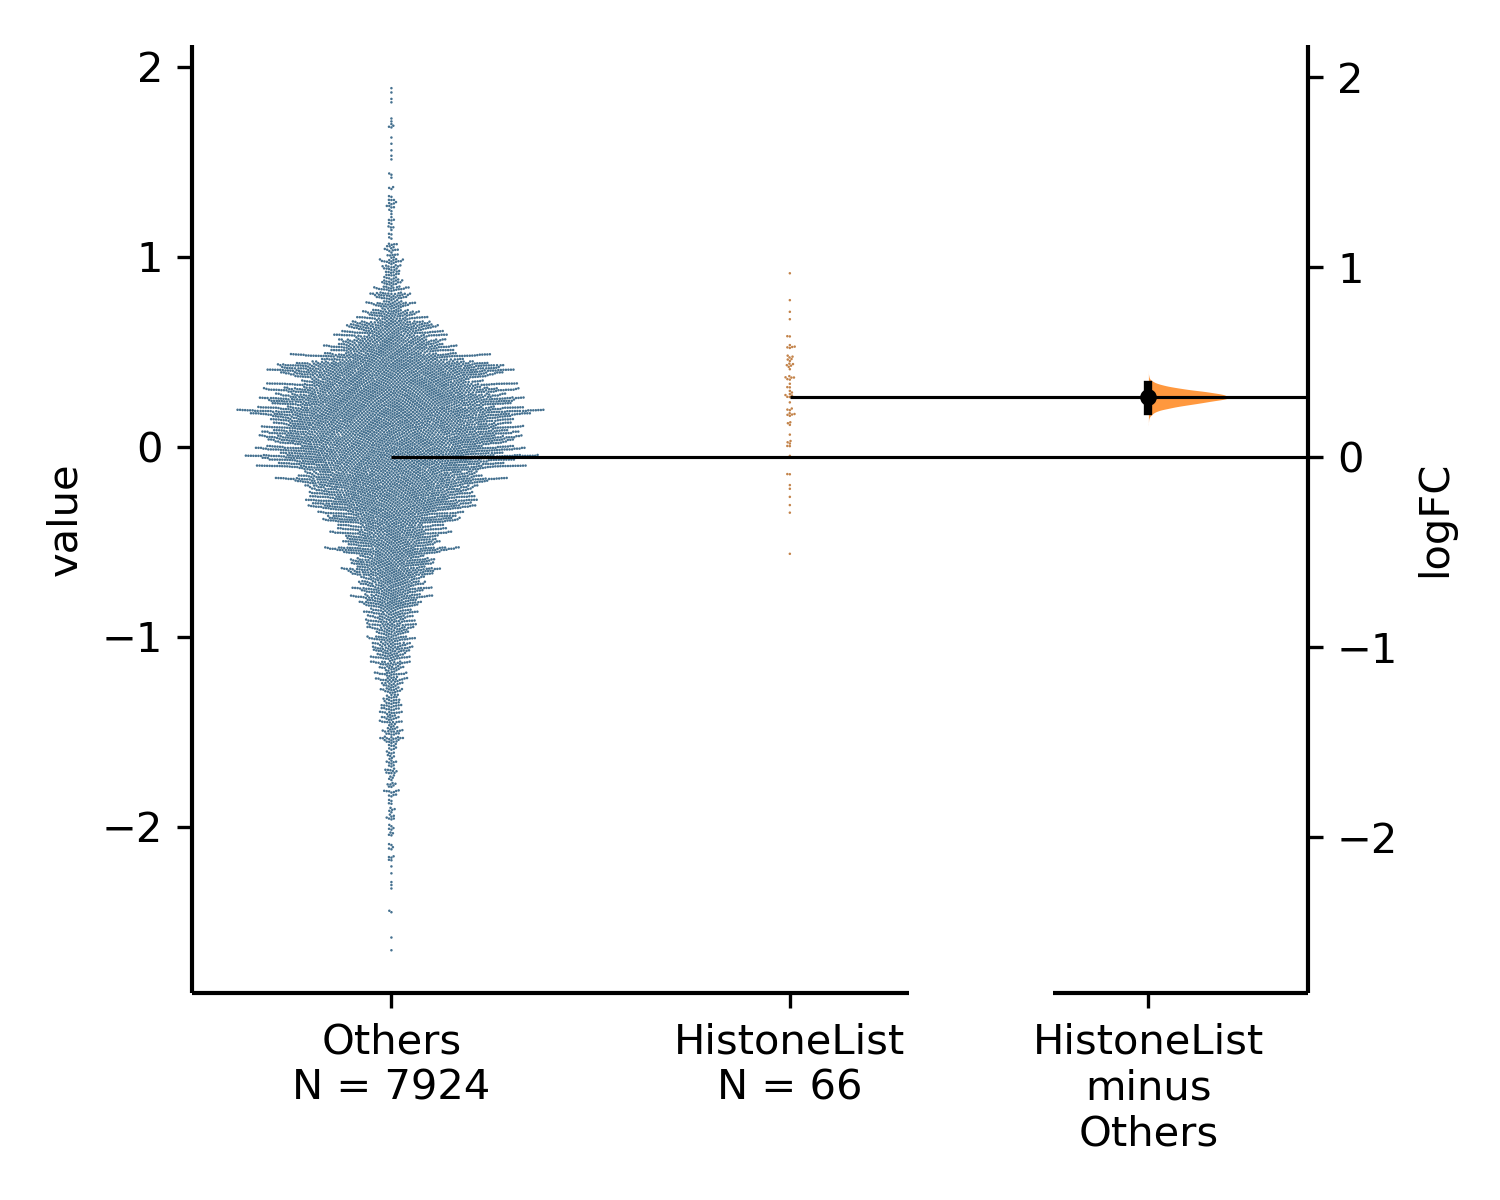 2
1
0
−1
−2
value
2
1
0
−1
−2
logFC
Others
N = 7924
HistoneList
N = 66
HistoneList
minus
Others